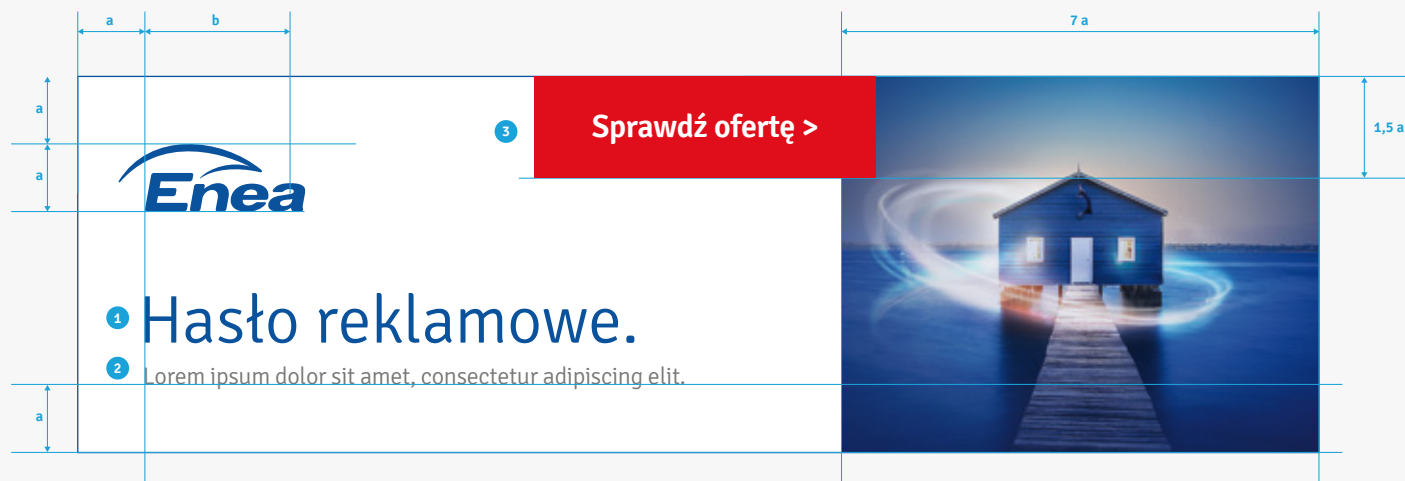 a
b
7 a
a
1,5 a
3
Sprawdź ofertę >
a
Enea
1
Hasło reklamowe.
2
Lorem ipsum dolor sit amet, consectetur adipiscing elit.
a